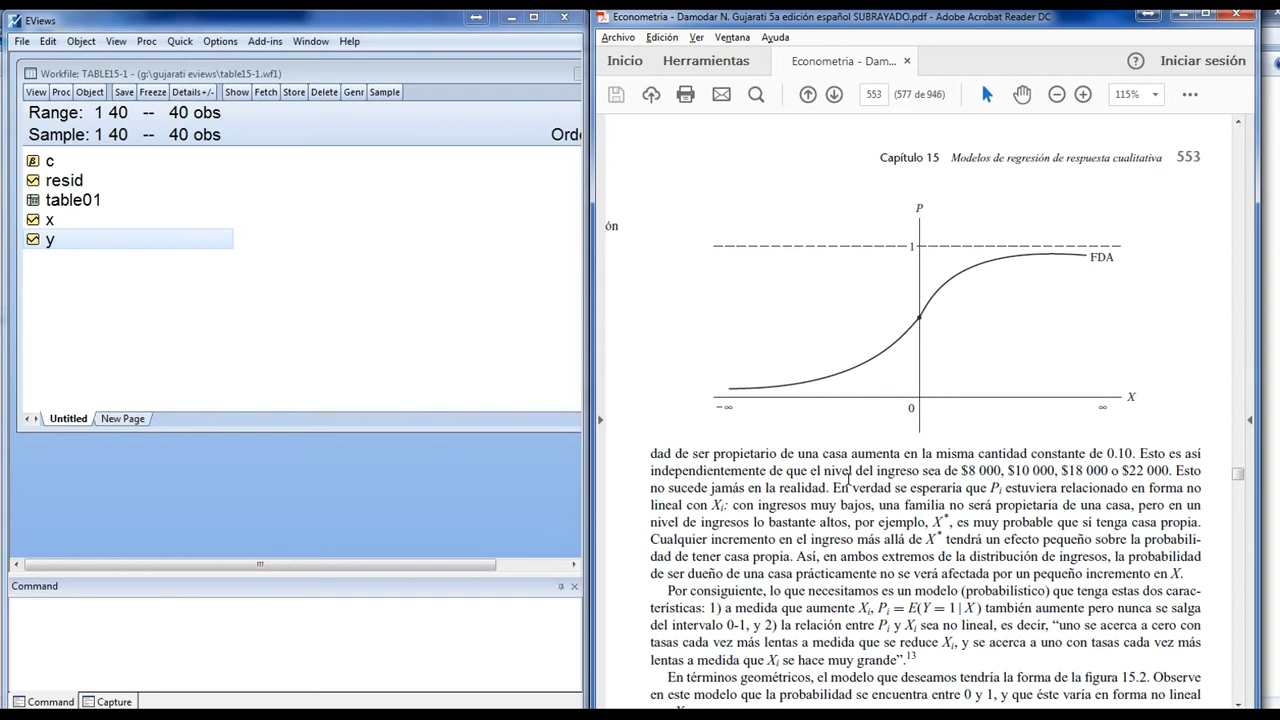 EViews
File Edit Object View Proc Quick Options Add-ins Window Help
Workfile: TABLE15-1 - (g:\gujarati eviews\table15-1.wf1)
View Proc Object Save Freeze Details+/- Show Fetch Store Delete Genr Sample
Range: 1 40 -- 40 obs
Sample: 1 40 -- 40 obs Orde
c
resid
table01
x
y
Untitled New Page
Command
Command Capture
Econometria - Damodar N. Gujarati 5a edición español SUBRAYADO.pdf - Adobe Acrobat Reader DC
Archivo Edición Ver Ventana Ayuda
Inicio Herramientas Econometria - Dam... Iniciar sesión
553 (577 de 946) 115%
Capítulo 15 Modelos de regresión de respuesta cualitativa 553
ón
P
1
FDA
X
−∞ 0 ∞
dad de ser propietario de una casa aumenta en la misma cantidad constante de 0.10. Esto es así
independientemente de que el nivel del ingreso sea de $8 000, $10 000, $18 000 o $22 000. Esto
no sucede jamás en la realidad. En verdad se esperaría que Pi estuviera relacionado en forma no
lineal con Xi: con ingresos muy bajos, una familia no será propietaria de una casa, pero en un
nivel de ingresos lo bastante altos, por ejemplo, X*, es muy probable que sí tenga casa propia.
Cualquier incremento en el ingreso más allá de X* tendrá un efecto pequeño sobre la probabili-
dad de tener casa propia. Así, en ambos extremos de la distribución de ingresos, la probabilidad
de ser dueño de una casa prácticamente no se verá afectada por un pequeño incremento en X.
Por consiguiente, lo que necesitamos es un modelo (probabilístico) que tenga estas dos carac-
terísticas: 1) a medida que aumente Xi, Pi = E(Y = 1 | X) también aumente pero nunca se salga
del intervalo 0-1, y 2) la relación entre Pi y Xi sea no lineal, es decir, “uno se acerca a cero con
tasas cada vez más lentas a medida que se reduce Xi, y se acerca a uno con tasas cada vez más
lentas a medida que Xi se hace muy grande”.13
En términos geométricos, el modelo que deseamos tendría la forma de la figura 15.2. Observe
en este modelo que la probabilidad se encuentra entre 0 y 1, y que éste varía en forma no lineal